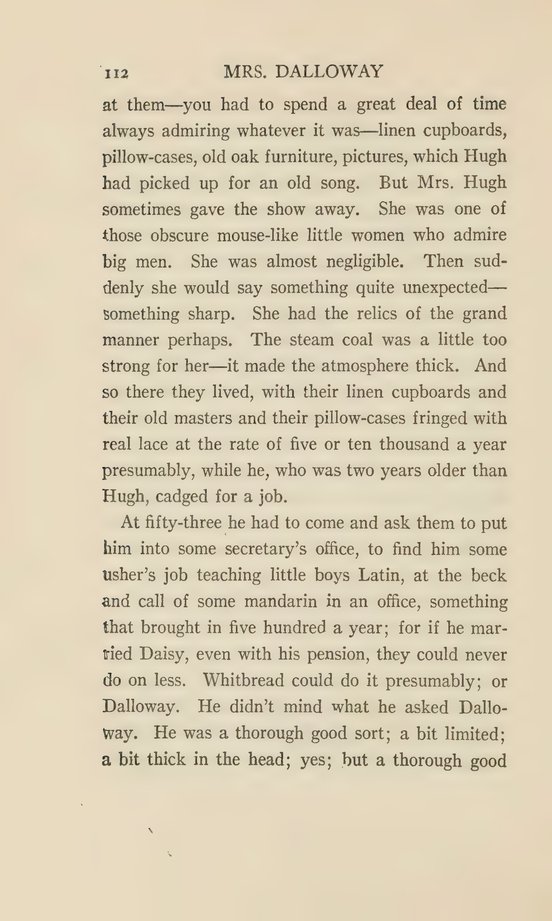 112 MRS. DALLOWAY
at them—you had to spend a great deal of time
always admiring whatever it was—linen cupboards,
pillow-cases, old oak furniture, pictures, which Hugh
had picked up for an old song. But Mrs. Hugh
sometimes gave the show away. She was one of
those obscure mouse-like little women who admire
big men. She was almost negligible. Then sud-
denly she would say something quite unexpected—
something sharp. She had the relics of the grand
manner perhaps. The steam coal was a little too
strong for her—it made the atmosphere thick. And
so there they lived, with their linen cupboards and
their old masters and their pillow-cases fringed with
real lace at the rate of five or ten thousand a year
presumably, while he, who was two years older than
Hugh, cadged for a job.
At fifty-three he had to come and ask them to put
him into some secretary's office, to find him some
usher's job teaching little boys Latin, at the beck
and call of some mandarin in an office, something
that brought in five hundred a year; for if he mar-
ried Daisy, even with his pension, they could never
do on less. Whitbread could do it presumably; or
Dalloway. He didn't mind what he asked Dallo-
way. He was a thorough good sort; a bit limited;
a bit thick in the head; yes; but a thorough good